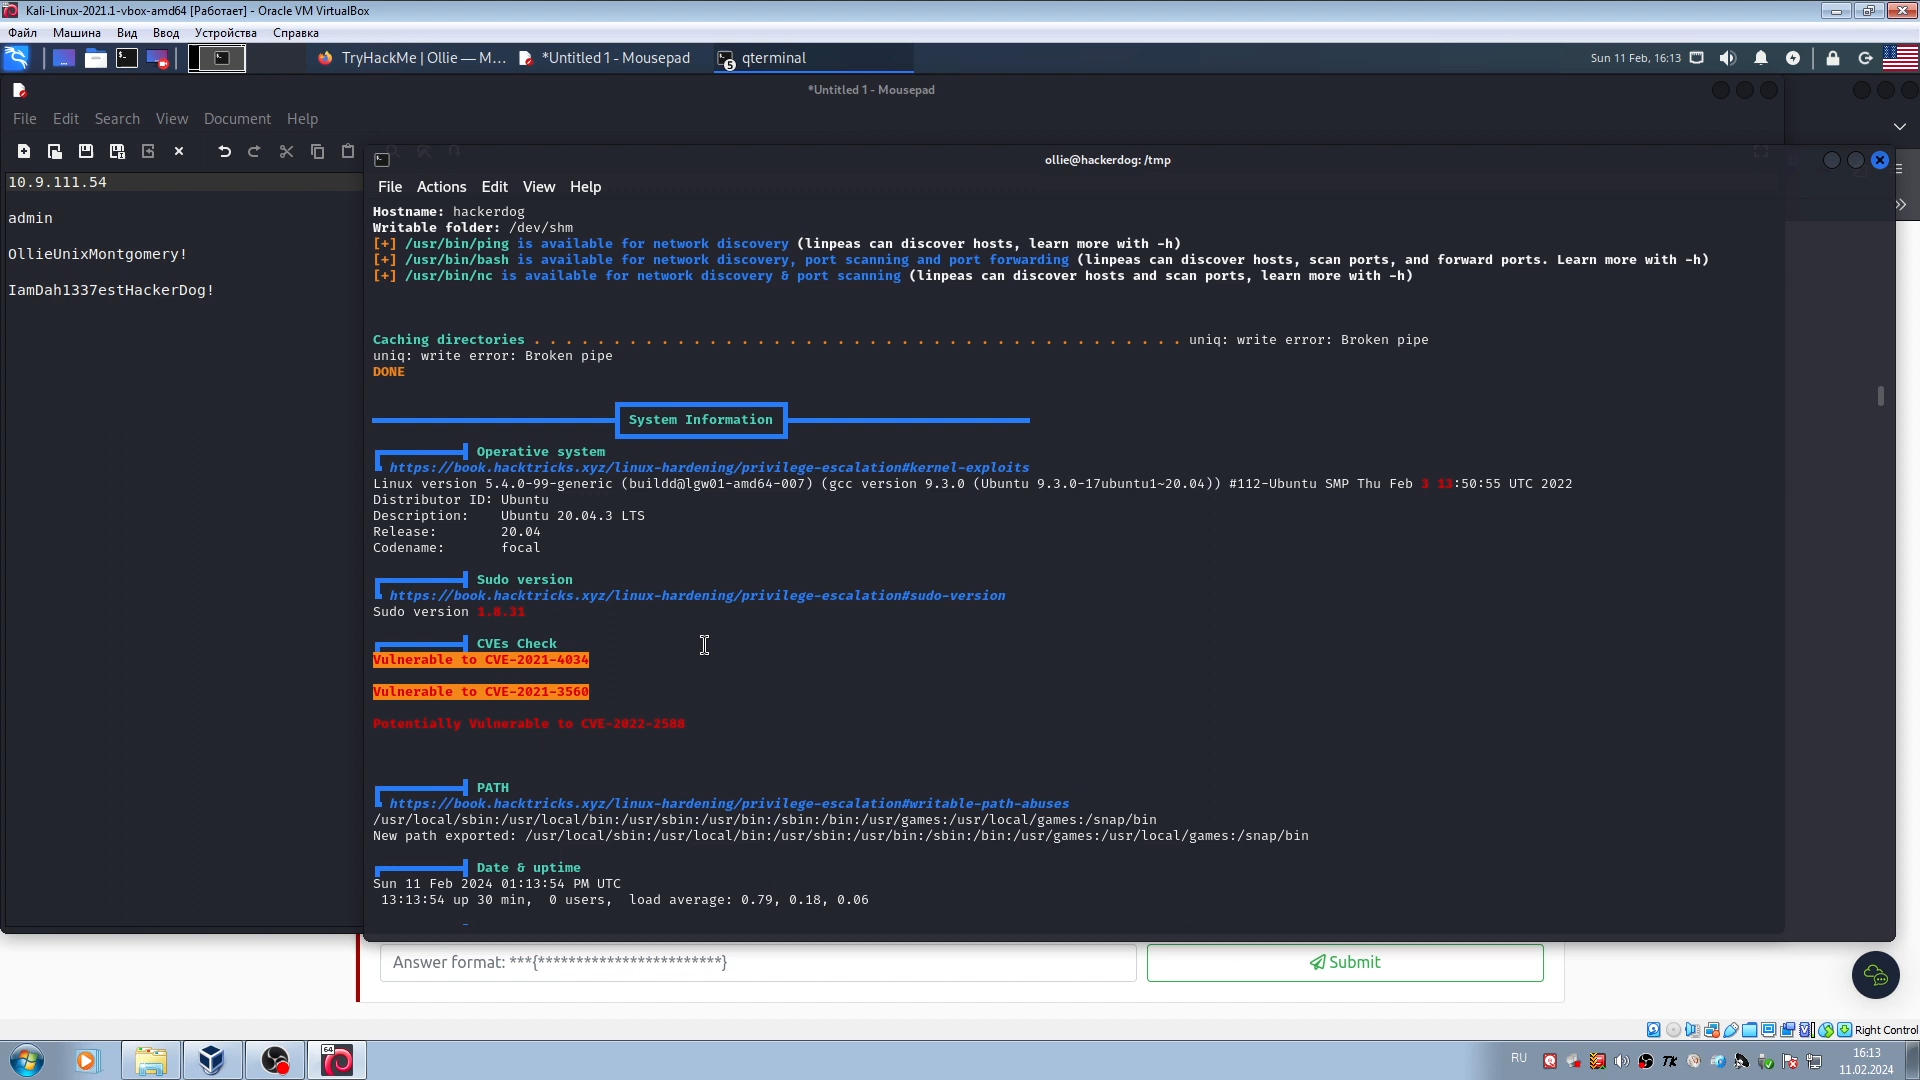 Kali-Linux-2021.1-vbox-amd64 [Работает] - Oracle VM VirtualBox
Файл Машина Вид Ввод Устройства Справка
TryHackMe | Ollie — M... *Untitled 1 - Mousepad 5 qterminal Sun 11 Feb, 16:13
*Untitled 1 - Mousepad
File Edit Search View Document Help
10.9.111.54
admin
OllieUnixMontgomery!
IamDah1337estHackerDog!
ollie@hackerdog: /tmp
File Actions Edit View Help
Hostname: hackerdog
Writable folder: /dev/shm
[+] /usr/bin/ping is available for network discovery (linpeas can discover hosts, learn more with -h)
[+] /usr/bin/bash is available for network discovery, port scanning and port forwarding (linpeas can discover hosts, scan ports, and forward ports. Learn more with -h)
[+] /usr/bin/nc is available for network discovery & port scanning (linpeas can discover hosts and scan ports, learn more with -h)
Caching directories . . . . . . . . . . . . . . . . . . . . . . . . . . . . . . . . . . . . . . . . . uniq: write error: Broken pipe
uniq: write error: Broken pipe
DONE
System Information
Operative system
https://book.hacktricks.xyz/linux-hardening/privilege-escalation#kernel-exploits
Linux version 5.4.0-99-generic (buildd@lgw01-amd64-007) (gcc version 9.3.0 (Ubuntu 9.3.0-17ubuntu1~20.04)) #112-Ubuntu SMP Thu Feb 3 13:50:55 UTC 2022
Distributor ID: Ubuntu
Description: Ubuntu 20.04.3 LTS
Release: 20.04
Codename: focal
Sudo version
https://book.hacktricks.xyz/linux-hardening/privilege-escalation#sudo-version
Sudo version 1.8.31
CVEs Check
Vulnerable to CVE-2021-4034
Vulnerable to CVE-2021-3560
Potentially Vulnerable to CVE-2022-2588
PATH
https://book.hacktricks.xyz/linux-hardening/privilege-escalation#writable-path-abuses
/usr/local/sbin:/usr/local/bin:/usr/sbin:/usr/bin:/sbin:/bin:/usr/games:/usr/local/games:/snap/bin
New path exported: /usr/local/sbin:/usr/local/bin:/usr/sbin:/usr/bin:/sbin:/bin:/usr/games:/usr/local/games:/snap/bin
Date & uptime
Sun 11 Feb 2024 01:13:54 PM UTC
13:13:54 up 30 min, 0 users, load average: 0.79, 0.18, 0.06
Answer format: ***{************************} Submit
Right Control
64 RU 16:13
11.02.2024